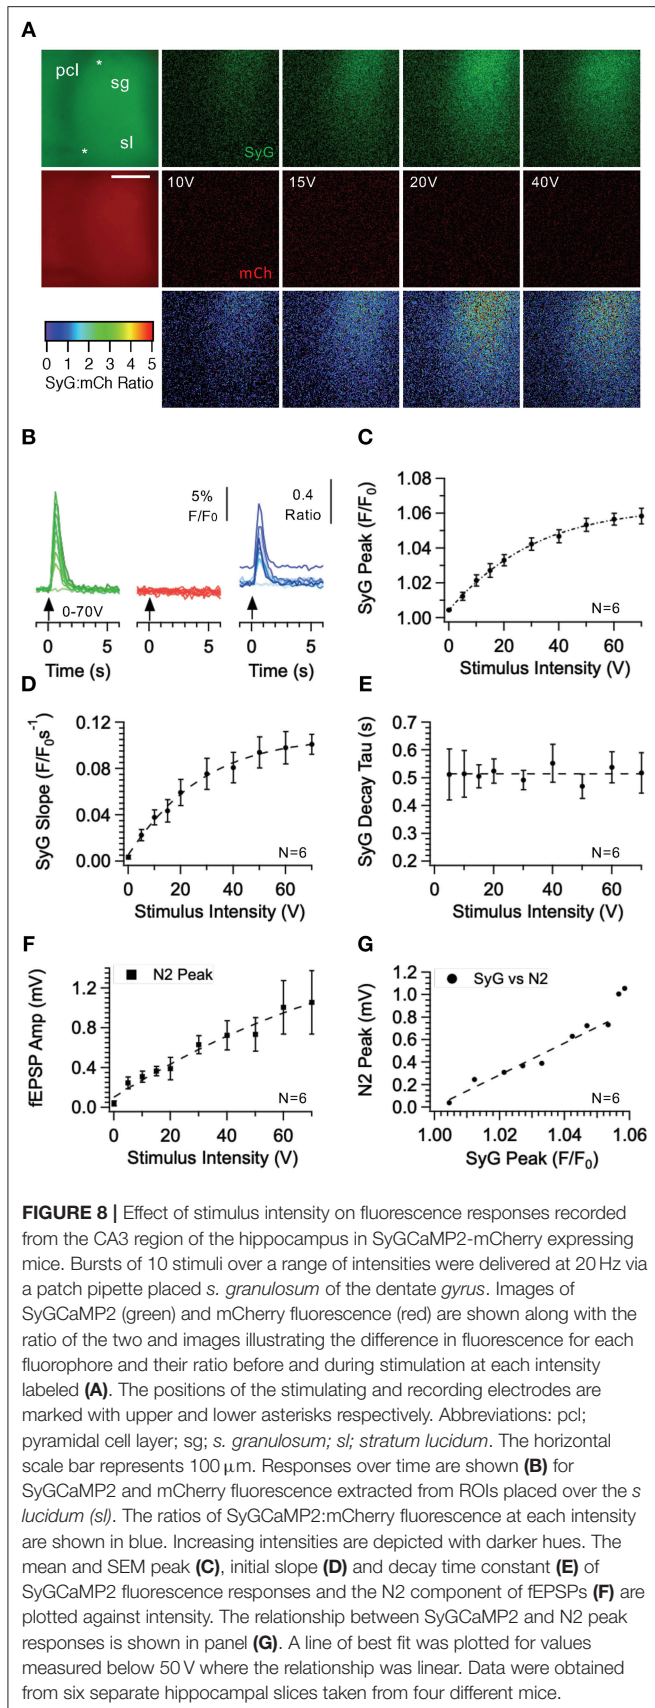 A
pcl
*
sg
*
sl
SyG
10V
15V
20V
40V
mCh
0 1 2 3 4 5
SyG:mCh Ratio
B
5%
F/F0
0.4
Ratio
0-70V
0 5
0 5
0 5
Time (s)
Time (s)
C
SyG Peak (F/F0)
1.08
1.06
1.04
1.02
1.00
N=6
0 20 40 60
Stimulus Intensity (V)
D
SyG Slope (F/F0s-1)
0.12
0.08
0.04
0.00
N=6
0 20 40 60
Stimulus Intensity (V)
E
SyG Decay Tau (s)
0.7
0.6
0.5
0.4
0.3
0.2
N=6
0 20 40 60
Stimulus Intensity (V)
F
fEPSP Amp (mV)
N2 Peak
1.2
0.8
0.4
0.0
N=6
0 20 40 60
Stimulus Intensity (V)
G
N2 Peak (mV)
SyG vs N2
1.2
1.0
0.8
0.6
0.4
0.2
0.0
N=6
1.00 1.02 1.04 1.06
SyG Peak (F/F0)
FIGURE 8 | Effect of stimulus intensity on fluorescence responses recorded
from the CA3 region of the hippocampus in SyGCaMP2-mCherry expressing
mice. Bursts of 10 stimuli over a range of intensities were delivered at 20 Hz via
a patch pipette placed s. granulosum of the dentate gyrus. Images of
SyGCaMP2 (green) and mCherry fluorescence (red) are shown along with the
ratio of the two and images illustrating the difference in fluorescence for each
fluorophore and their ratio before and during stimulation at each intensity
labeled (A). The positions of the stimulating and recording electrodes are
marked with upper and lower asterisks respectively. Abbreviations: pcl;
pyramidal cell layer; sg; s. granulosum; sl; stratum lucidum. The horizontal
scale bar represents 100 μm. Responses over time are shown (B) for
SyGCaMP2 and mCherry fluorescence extracted from ROIs placed over the s
lucidum (sl). The ratios of SyGCaMP2:mCherry fluorescence at each intensity
are shown in blue. Increasing intensities are depicted with darker hues. The
mean and SEM peak (C), initial slope (D) and decay time constant (E) of
SyGCaMP2 fluorescence responses and the N2 component of fEPSPs (F) are
plotted against intensity. The relationship between SyGCaMP2 and N2 peak
responses is shown in panel (G). A line of best fit was plotted for values
measured below 50 V where the relationship was linear. Data were obtained
from six separate hippocampal slices taken from four different mice.